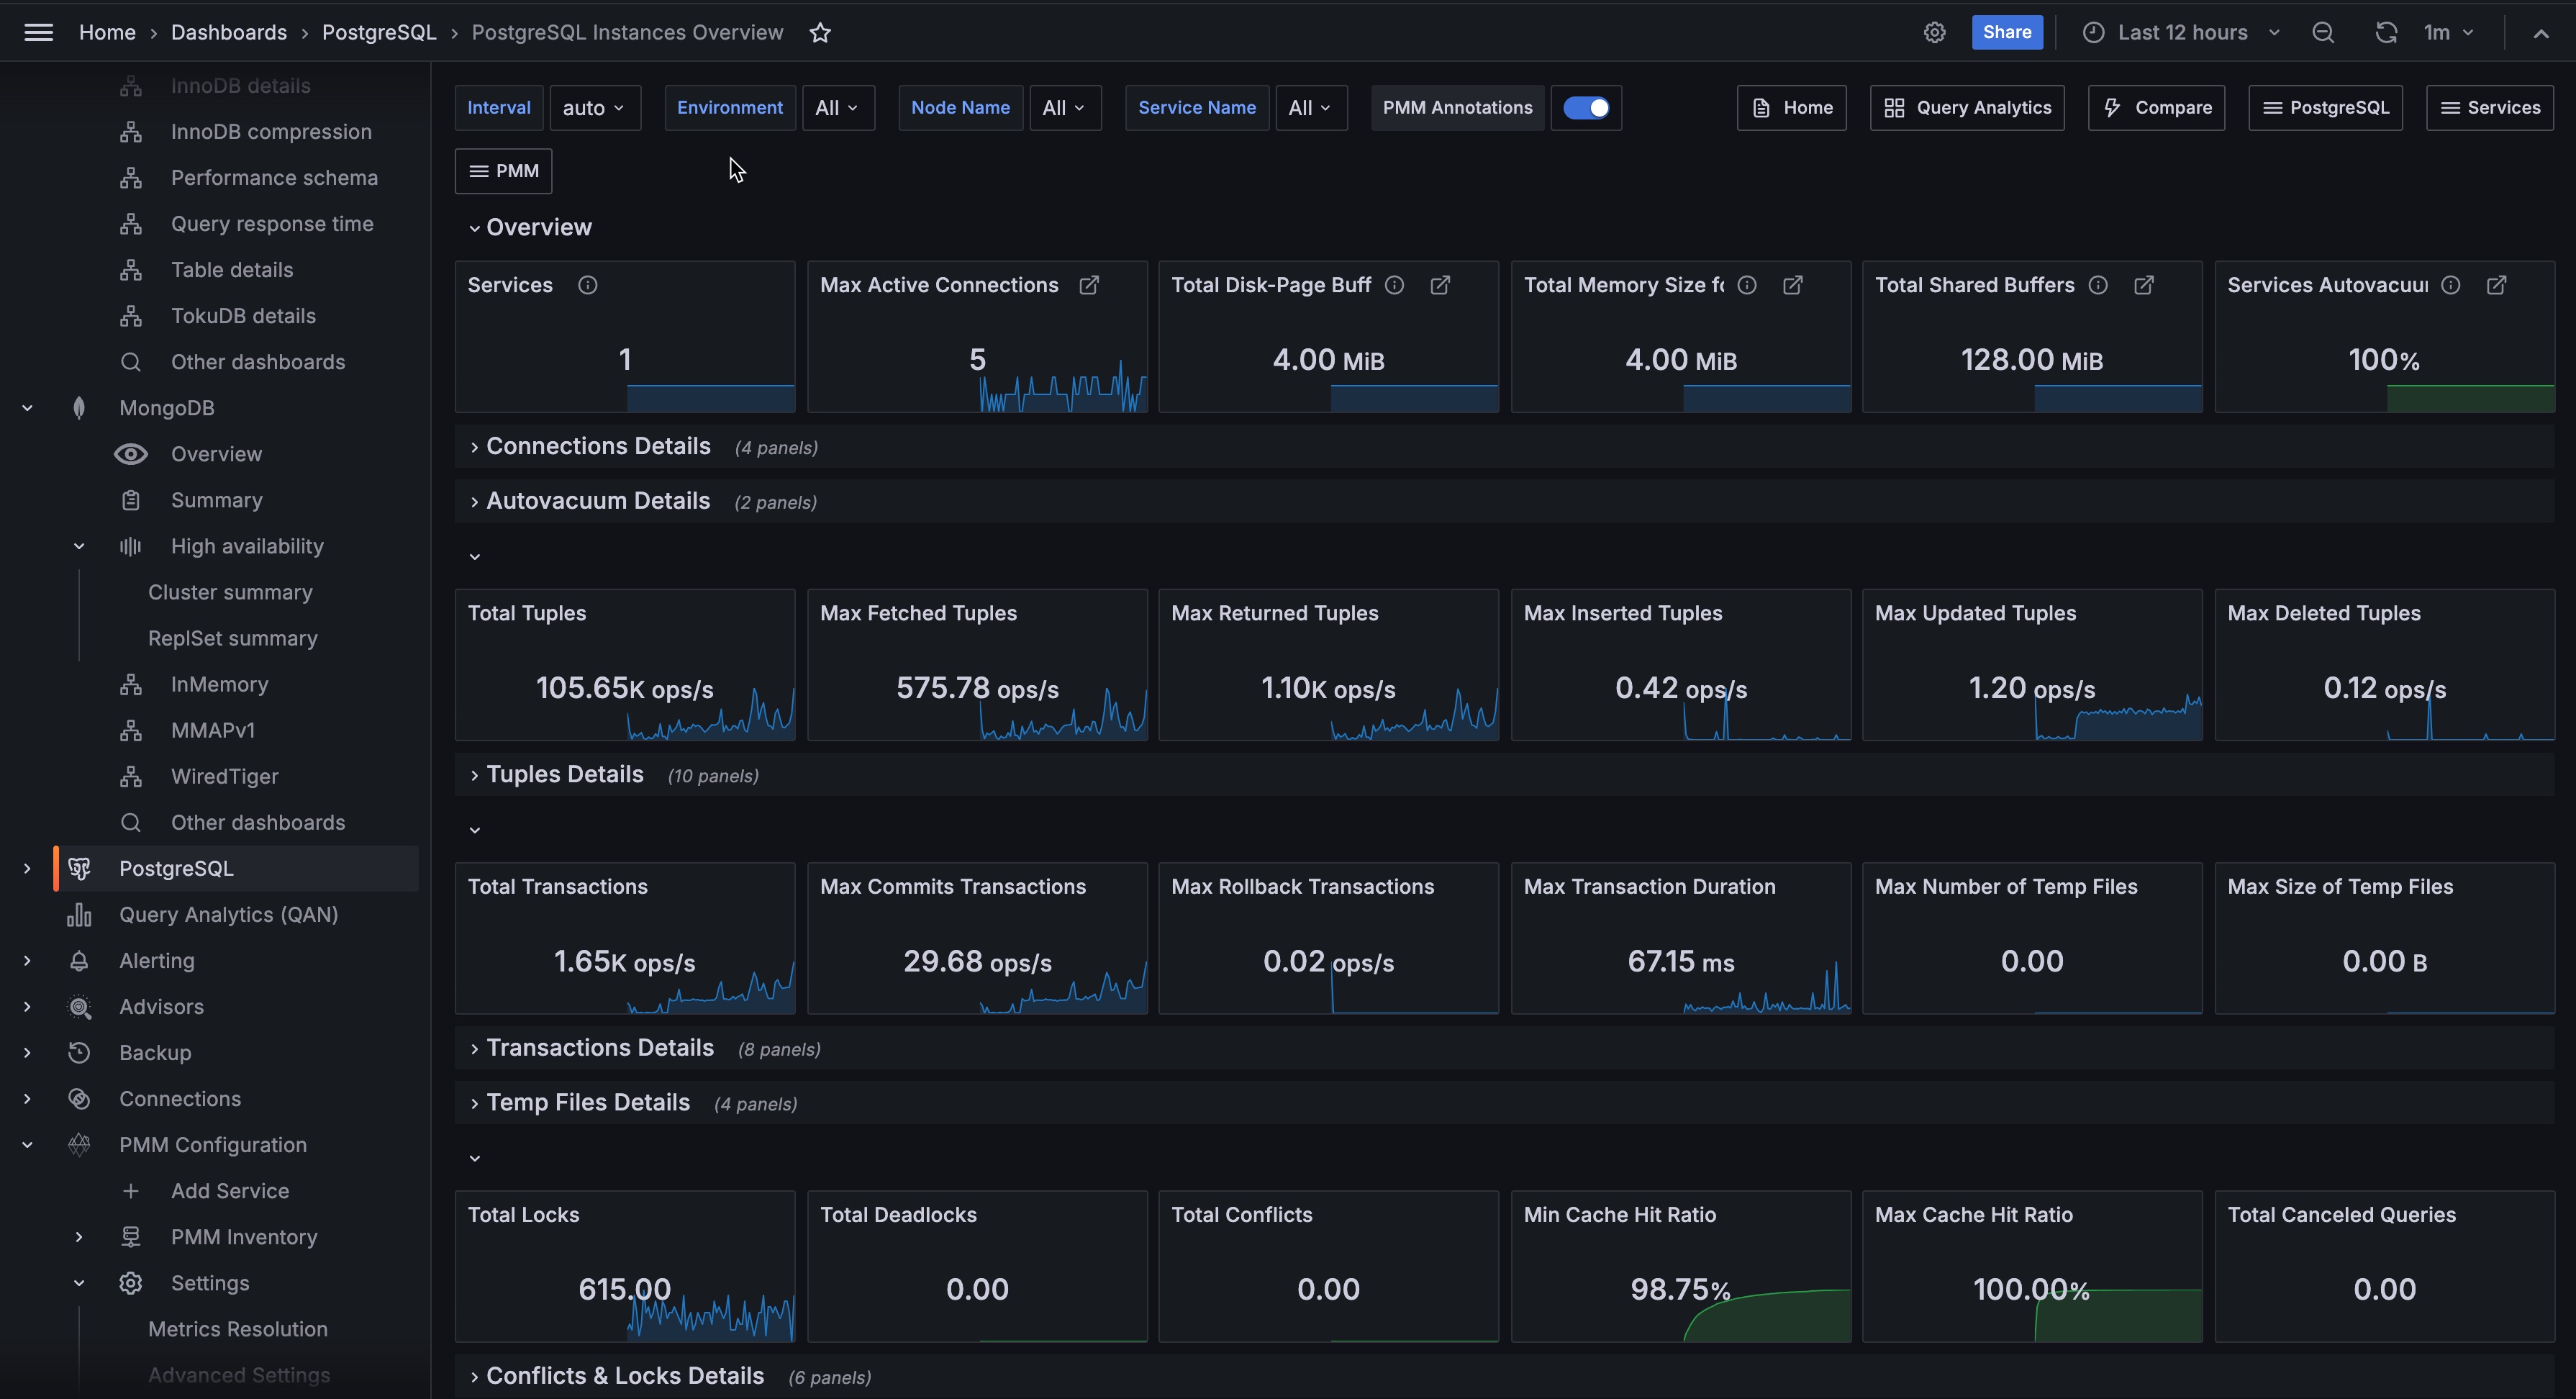 Home › Dashboards › PostgreSQL › PostgreSQL Instances Overview
Share
Last 12 hours
1m
InnoDB details
InnoDB compression
Performance schema
Query response time
Table details
TokuDB details
Other dashboards
MongoDB
Overview
Summary
High availability
Cluster summary
ReplSet summary
InMemory
MMAPv1
WiredTiger
Other dashboards
PostgreSQL
Query Analytics (QAN)
Alerting
Advisors
Backup
Connections
PMM Configuration
Add Service
PMM Inventory
Settings
Metrics Resolution
Advanced Settings
Interval auto Environment All Node Name All Service Name All PMM Annotations
Home Query Analytics Compare PostgreSQL Services
PMM
Overview
Services
1
Max Active Connections
5
Total Disk-Page Buff
4.00 MiB
Total Memory Size fo
4.00 MiB
Total Shared Buffers
128.00 MiB
Services Autovacuu
100%
Connections Details (4 panels)
Autovacuum Details (2 panels)
Total Tuples
105.65K ops/s
Max Fetched Tuples
575.78 ops/s
Max Returned Tuples
1.10K ops/s
Max Inserted Tuples
0.42 ops/s
Max Updated Tuples
1.20 ops/s
Max Deleted Tuples
0.12 ops/s
Tuples Details (10 panels)
Total Transactions
1.65K ops/s
Max Commits Transactions
29.68 ops/s
Max Rollback Transactions
0.02 ops/s
Max Transaction Duration
67.15 ms
Max Number of Temp Files
0.00
Max Size of Temp Files
0.00 B
Transactions Details (8 panels)
Temp Files Details (4 panels)
Total Locks
615.00
Total Deadlocks
0.00
Total Conflicts
0.00
Min Cache Hit Ratio
98.75%
Max Cache Hit Ratio
100.00%
Total Canceled Queries
0.00
Conflicts & Locks Details (6 panels)